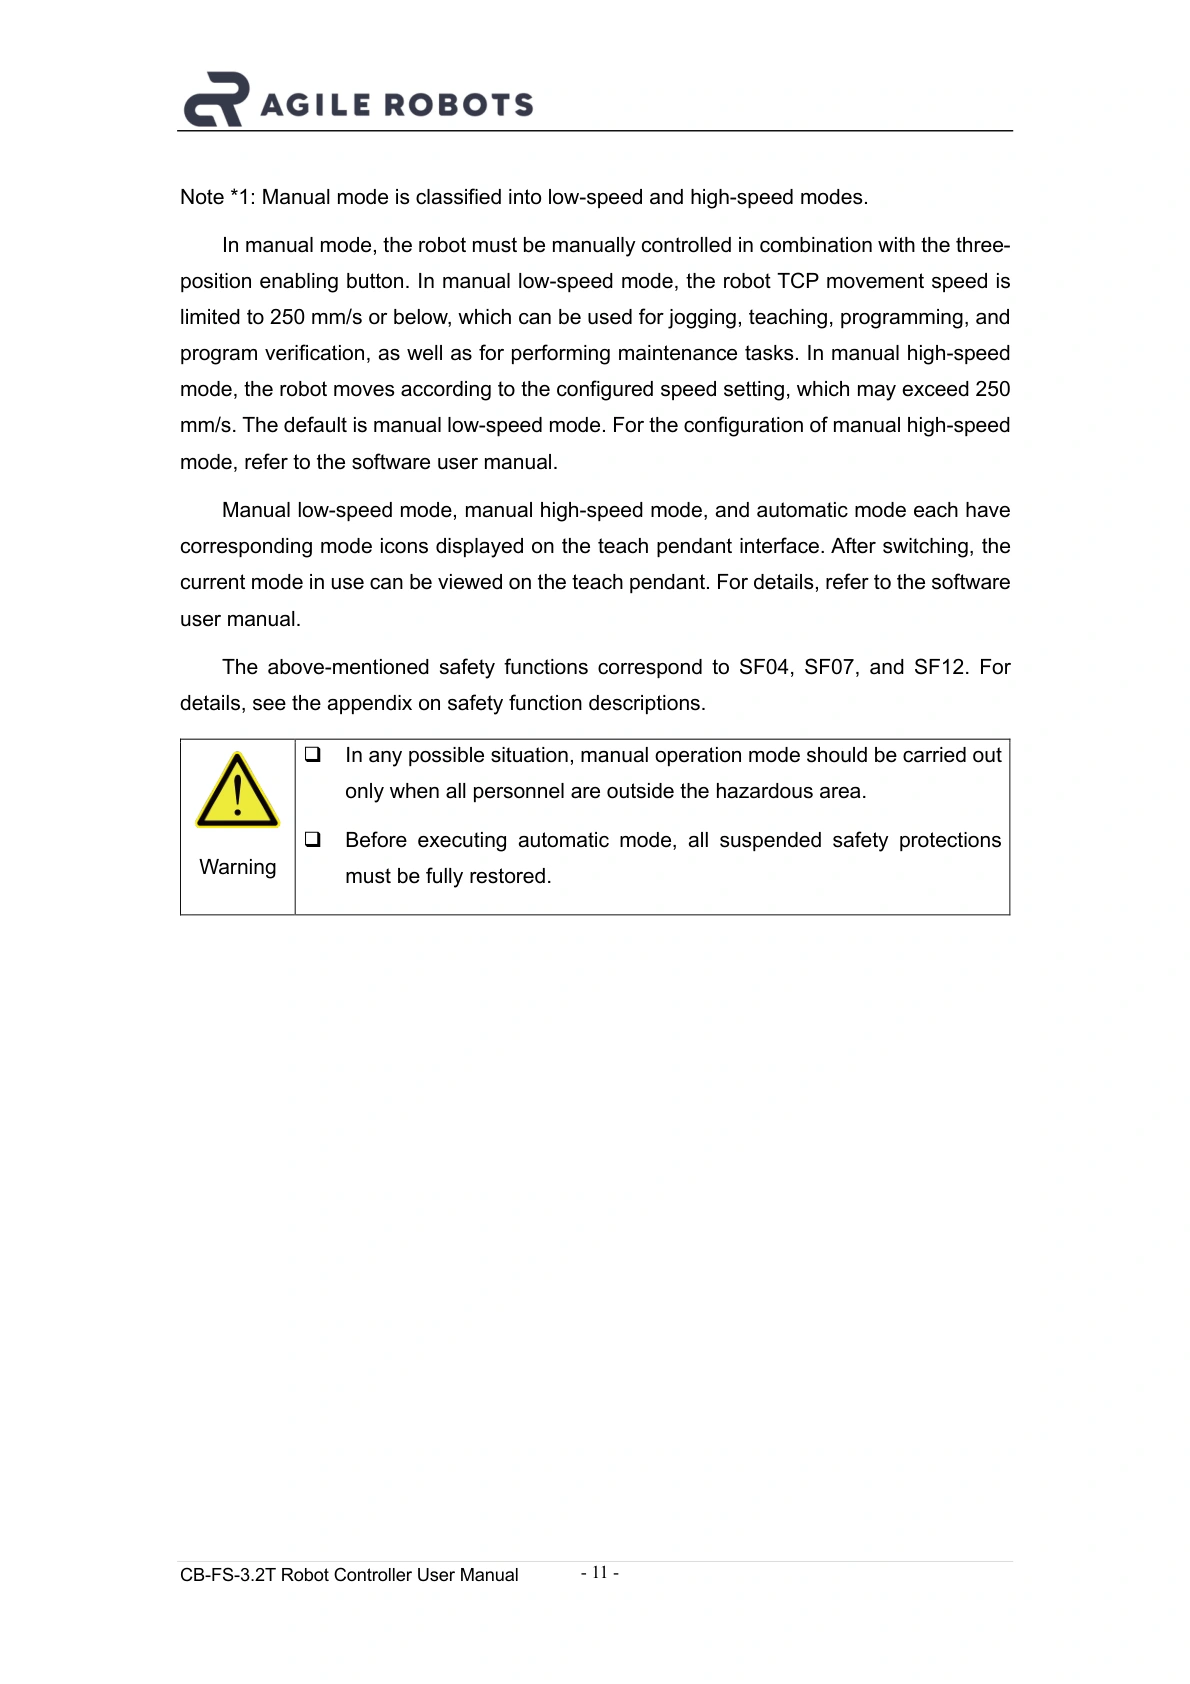 AGILE ROBOTS
Note *1: Manual mode is classified into low-speed and high-speed modes.
In manual mode, the robot must be manually controlled in combination with the three-
position enabling button. In manual low-speed mode, the robot TCP movement speed is
limited to 250 mm/s or below, which can be used for jogging, teaching, programming, and
program verification, as well as for performing maintenance tasks. In manual high-speed
mode, the robot moves according to the configured speed setting, which may exceed 250
mm/s. The default is manual low-speed mode. For the configuration of manual high-speed
mode, refer to the software user manual.
Manual low-speed mode, manual high-speed mode, and automatic mode each have
corresponding mode icons displayed on the teach pendant interface. After switching, the
current mode in use can be viewed on the teach pendant. For details, refer to the software
user manual.
The above-mentioned safety functions correspond to SF04, SF07, and SF12. For
details, see the appendix on safety function descriptions.
Warning
❑ In any possible situation, manual operation mode should be carried out
only when all personnel are outside the hazardous area.
❑ Before executing automatic mode, all suspended safety protections
must be fully restored.
CB-FS-3.2T Robot Controller User Manual - 11 -